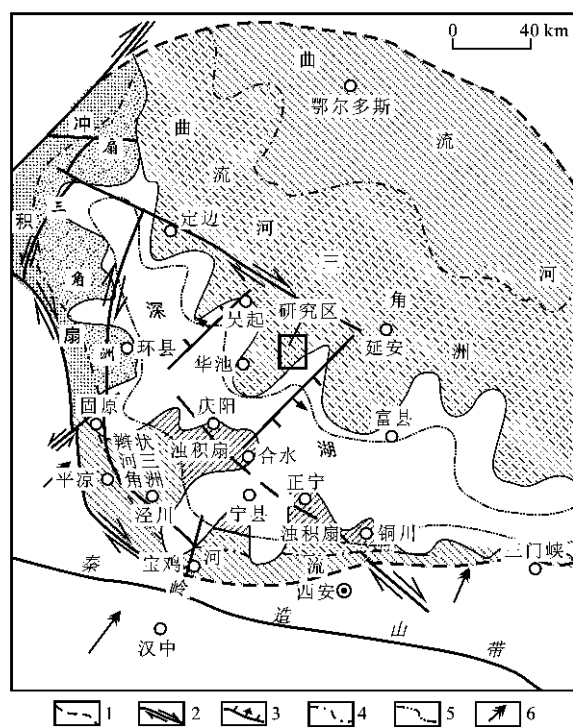 0 40 km
曲
流
河
鄂尔多斯
冲
积
扇
扇
三
角
洲
曲
流
河
三
角
洲
定边
深
湖
吴起
研究区
延安
环县
华池
固原
庆阳
富县
辫状
河三
角洲
浊积扇
合水
平凉
正宁
泾川
宁县
浊积扇
铜川
宝鸡
河
流
三门峡
西安
秦
岭
造
山
带
汉中
1 2 3 4 5 6